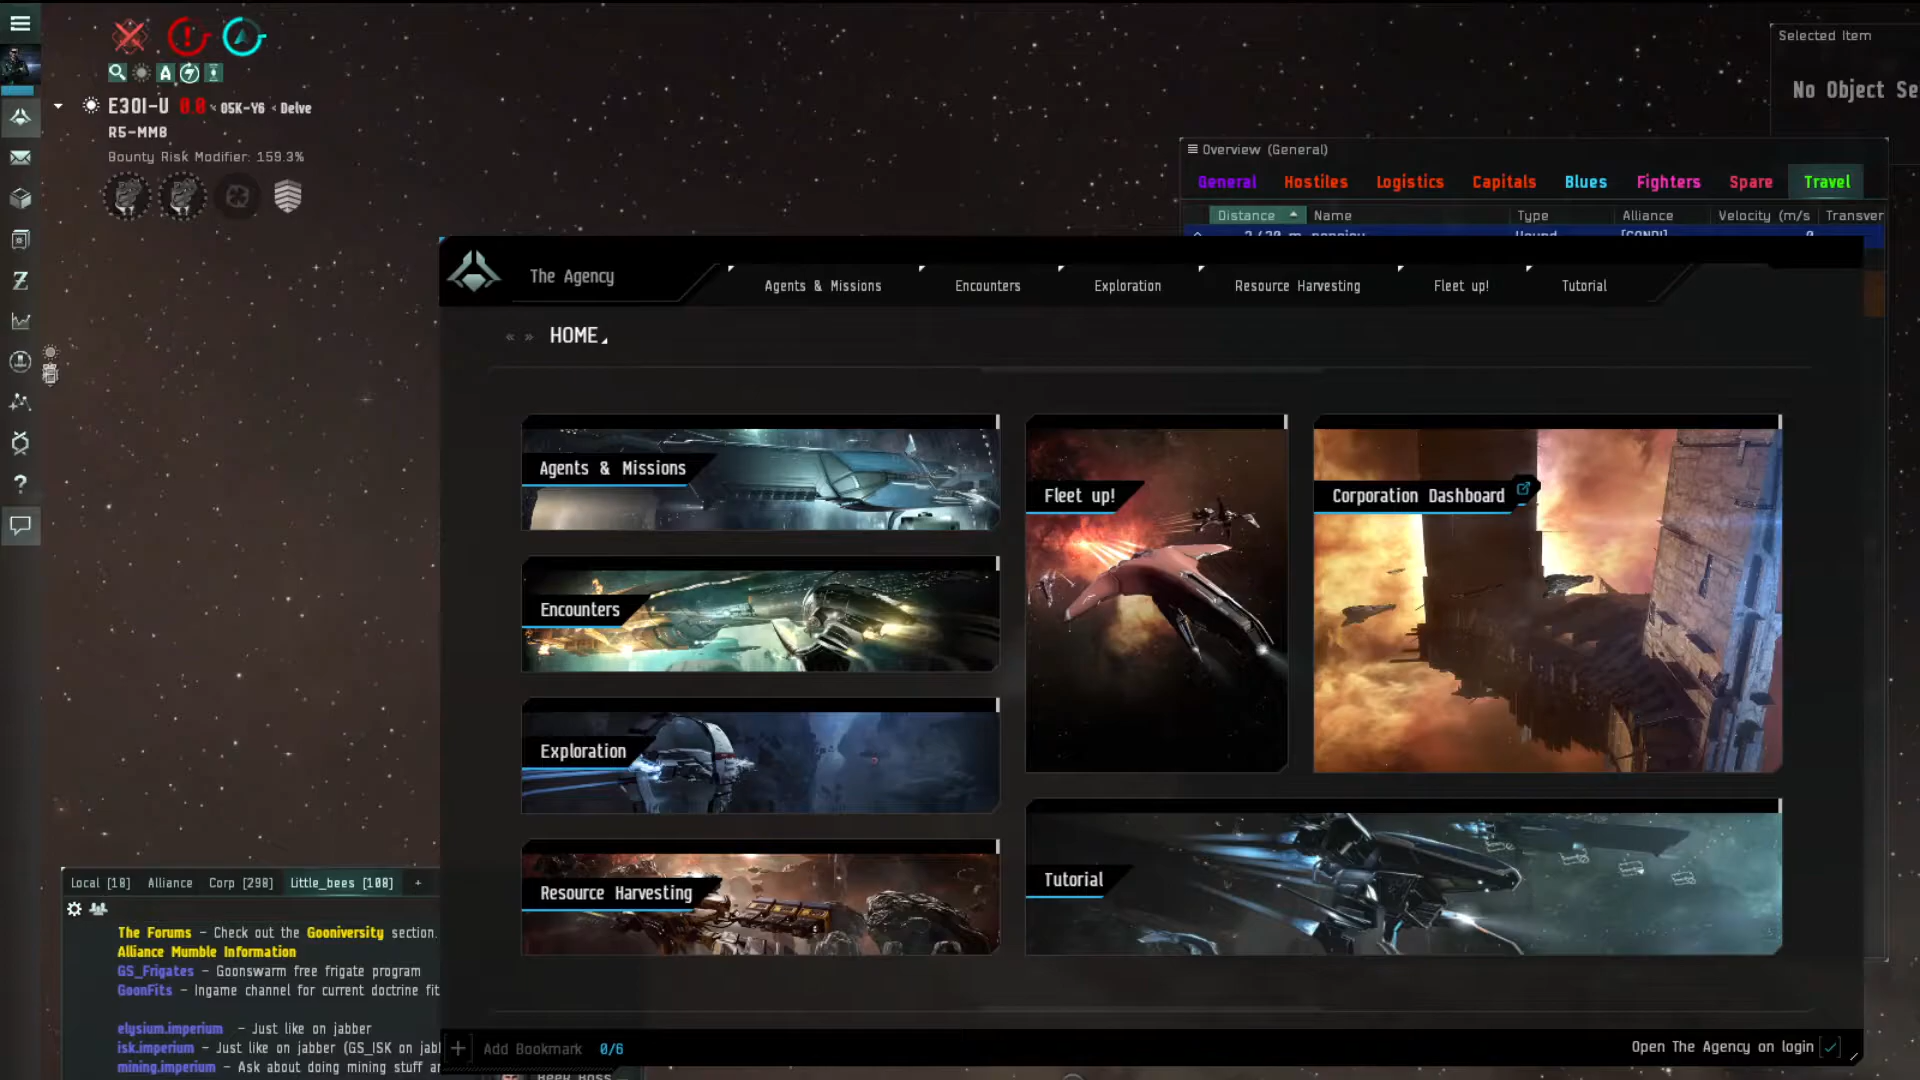 Selected Item
No Object Se
A
E3OI-U 0.0 < O5K-Y6 < Delve
R5-MM8
Bounty Risk Modifier: 159.3%
Overview (General)
General Hostiles Logistics Capitals Blues Fighters Spare Travel
Distance Name Type Alliance Velocity (m/s Transver
The Agency
Agents & Missions Encounters Exploration Resource Harvesting Fleet up! Tutorial
« » HOME
Agents & Missions
Fleet up!
Corporation Dashboard
Encounters
Exploration
Resource Harvesting
Tutorial
Local [18] Alliance Corp [298] Little_bees [108] +
The Forums - Check out the Gooniversity section.
Alliance Mumble Information
GS_Frigates - Goonswarm free frigate program
GoonFits - Ingame channel for current doctrine fit
elysium.imperium - Just like on jabber
isk.imperium - Just like on jabber (GS_ISK on jab
mining.imperium - Ask about doing mining stuff a
Add Bookmark 0/6
Open The Agency on login